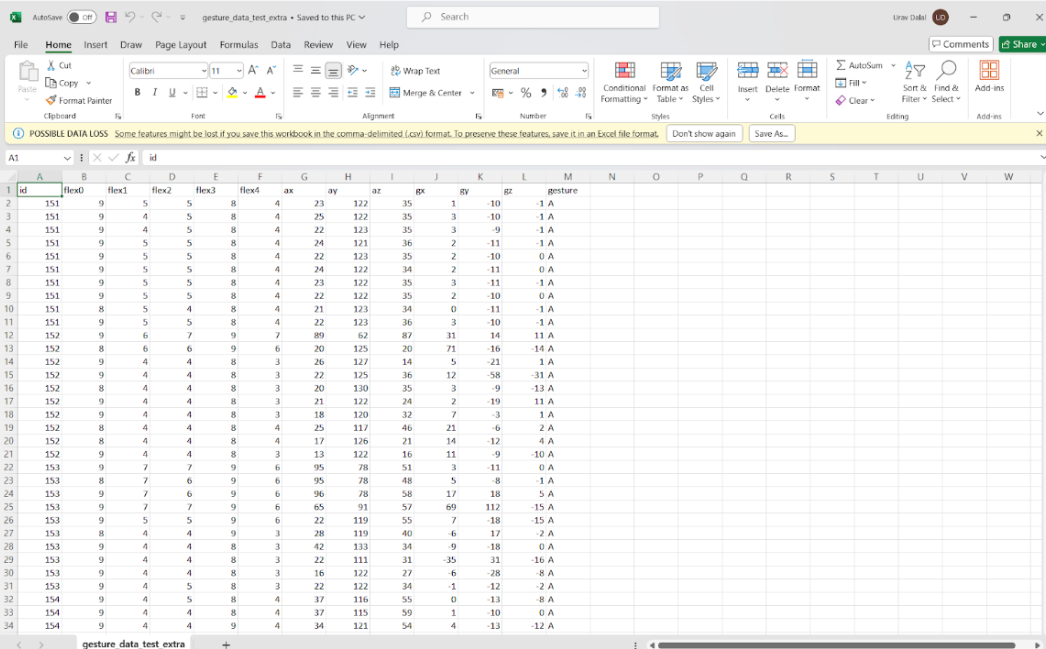 AutoSave Off gesture_data_test_extra • Saved to this PC Search Urav Dalal UD
File Home Insert Draw Page Layout Formulas Data Review View Help Comments Share
Paste Cut Copy Format Painter Calibri 11 A A B I U A Wrap Text Merge & Center General % Conditional Formatting Format as Table Cell Styles Insert Delete Format AutoSum Fill Clear Sort & Filter Find & Select Add-ins
Clipboard Font Alignment Number Styles Cells Editing Add-ins
POSSIBLE DATA LOSS Some features might be lost if you save this workbook in the comma-delimited (.csv) format. To preserve these features, save it in an Excel file format. Don't show again Save As...
A1 fx id
A B C D E F G H I J K L M N O P Q R S T U V W
1 id flex0 flex1 flex2 flex3 flex4 ax ay az gx gy gz gesture
2 151 9 5 5 8 4 23 122 35 1 -10 -1 A
3 151 9 4 5 8 4 25 122 35 3 -10 -1 A
4 151 9 4 5 8 4 22 123 35 3 -9 -1 A
5 151 9 5 5 8 4 24 121 36 2 -11 -1 A
6 151 9 5 5 8 4 22 123 35 2 -10 0 A
7 151 9 5 5 8 4 24 122 34 2 -11 0 A
8 151 9 5 5 8 4 23 122 35 3 -11 -1 A
9 151 9 5 5 8 4 22 122 35 2 -10 0 A
10 151 8 5 4 8 4 21 123 34 0 -11 -1 A
11 151 9 5 5 8 4 22 123 36 3 -10 -1 A
12 152 9 6 7 9 7 89 62 87 31 14 11 A
13 152 8 6 6 9 6 20 125 20 71 -16 -14 A
14 152 9 4 4 8 3 26 127 14 5 -21 1 A
15 152 9 4 4 8 3 22 125 36 12 -58 -31 A
16 152 8 4 4 8 3 20 130 35 3 -9 -13 A
17 152 9 4 4 8 3 21 122 24 2 -19 11 A
18 152 9 4 4 8 3 18 120 32 7 -3 1 A
19 152 8 4 4 8 4 25 117 46 21 -6 2 A
20 152 8 4 4 8 4 17 126 21 14 -12 4 A
21 152 9 4 4 8 3 13 122 16 11 -9 -10 A
22 153 9 7 7 9 6 95 78 51 3 -11 0 A
23 153 8 7 6 9 6 95 78 48 5 -8 -1 A
24 153 9 7 6 9 6 96 78 58 17 18 5 A
25 153 9 7 7 9 6 65 91 57 69 112 -15 A
26 153 9 5 5 9 6 22 119 55 7 -18 -15 A
27 153 8 4 4 9 3 28 119 40 -6 17 -2 A
28 153 9 4 4 8 3 42 133 34 -9 -18 0 A
29 153 9 4 4 8 3 22 111 31 -35 31 -16 A
30 153 9 4 4 8 3 16 122 27 -6 -28 -8 A
31 153 9 4 5 8 3 22 122 34 -1 -12 -2 A
32 154 9 4 5 8 4 37 116 55 0 -13 -8 A
33 154 9 4 4 8 4 37 115 59 1 -10 0 A
34 154 9 4 4 9 4 34 121 54 4 -13 -12 A
gesture_data_test_extra